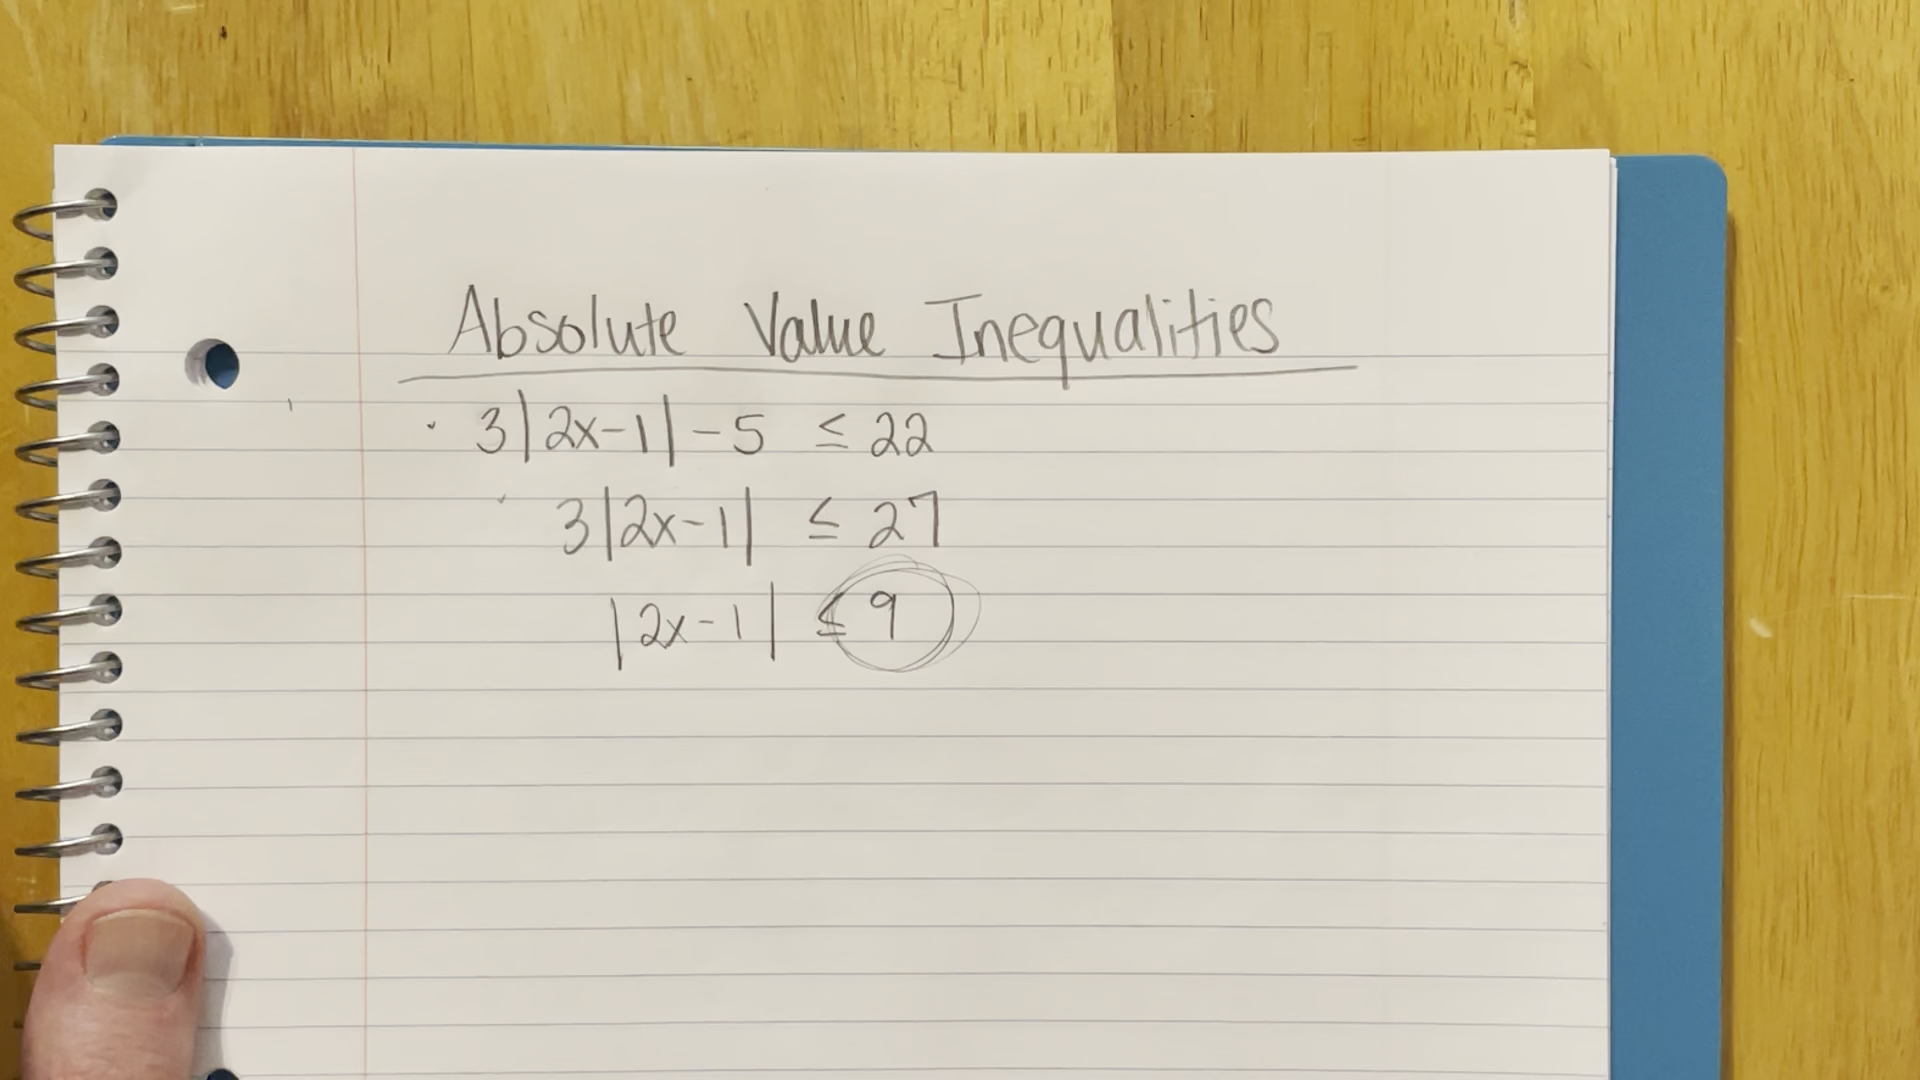 Absolute Value Inequalities
· 3|2x-1| - 5 ≤ 22
3|2x-1| ≤ 27
|2x-1| ≤ 9